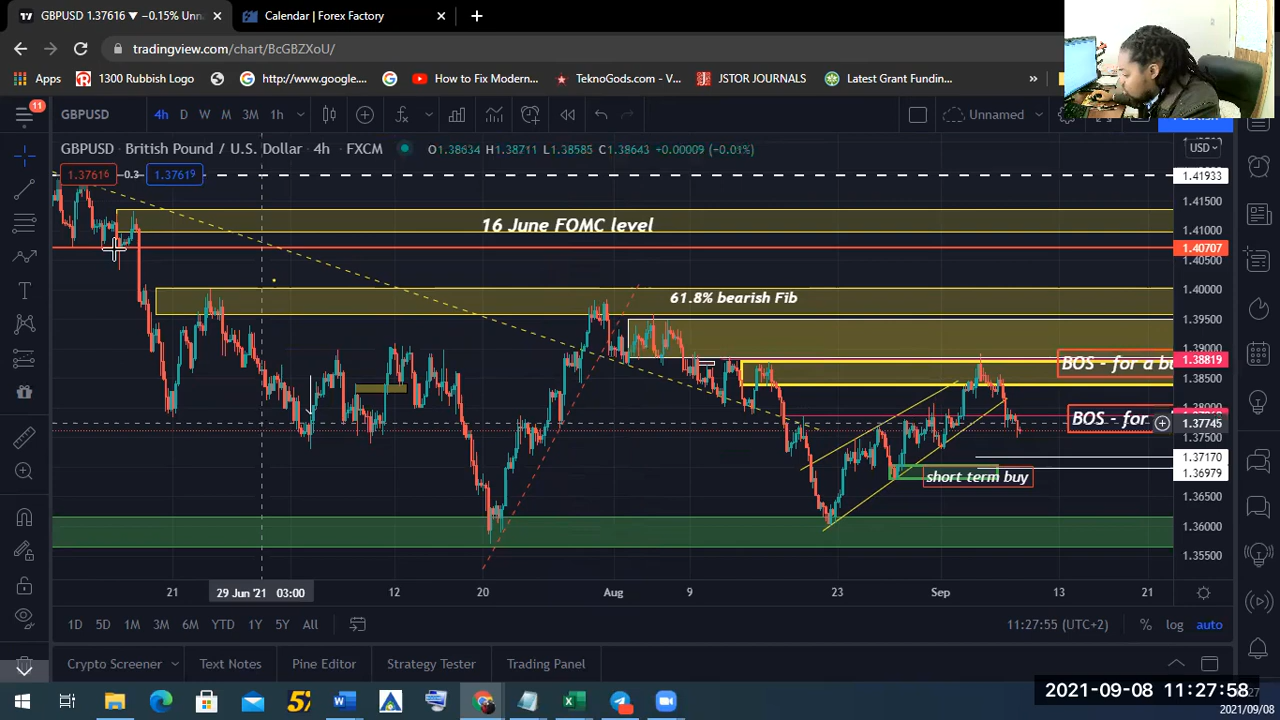 GBPUSD 1.37616 ▼ −0.15% Unn
Calendar | Forex Factory
tradingview.com/chart/BcGBZXoU/
Apps
1300 Rubbish Logo
http://www.google...
How to Fix Modern...
TeknoGods.com - V...
JSTOR JOURNALS
Latest Grant Fundin...
»
11
GBPUSD
4h D W M 3M 1h
Unnamed
Publish
GBPUSD · British Pound / U.S. Dollar · 4h · FXCM
O1.38634 H1.38711 L1.38585 C1.38643 +0.00009 (+0.01%)
USD
1.37616 0.3 1.37619
1.41933
1.41500
16 June FOMC level
1.41000
1.40707
1.40500
61.8% bearish Fib
1.40000
1.39500
1.39000
BOS - for a bu
1.38819
1.38500
1.38000
BOS - for
1.37745
1.37500
1.37170
1.36979
short term buy
1.36500
1.36000
1.35500
21 29 Jun '21 03:00 12 20 Aug 9 23 Sep 13 21
1D 5D 1M 3M 6M YTD 1Y 5Y All
11:27:55 (UTC+2) % log auto
Crypto Screener
Text Notes
Pine Editor
Strategy Tester
Trading Panel
2021-09-08 11:27:58
2021/09/08